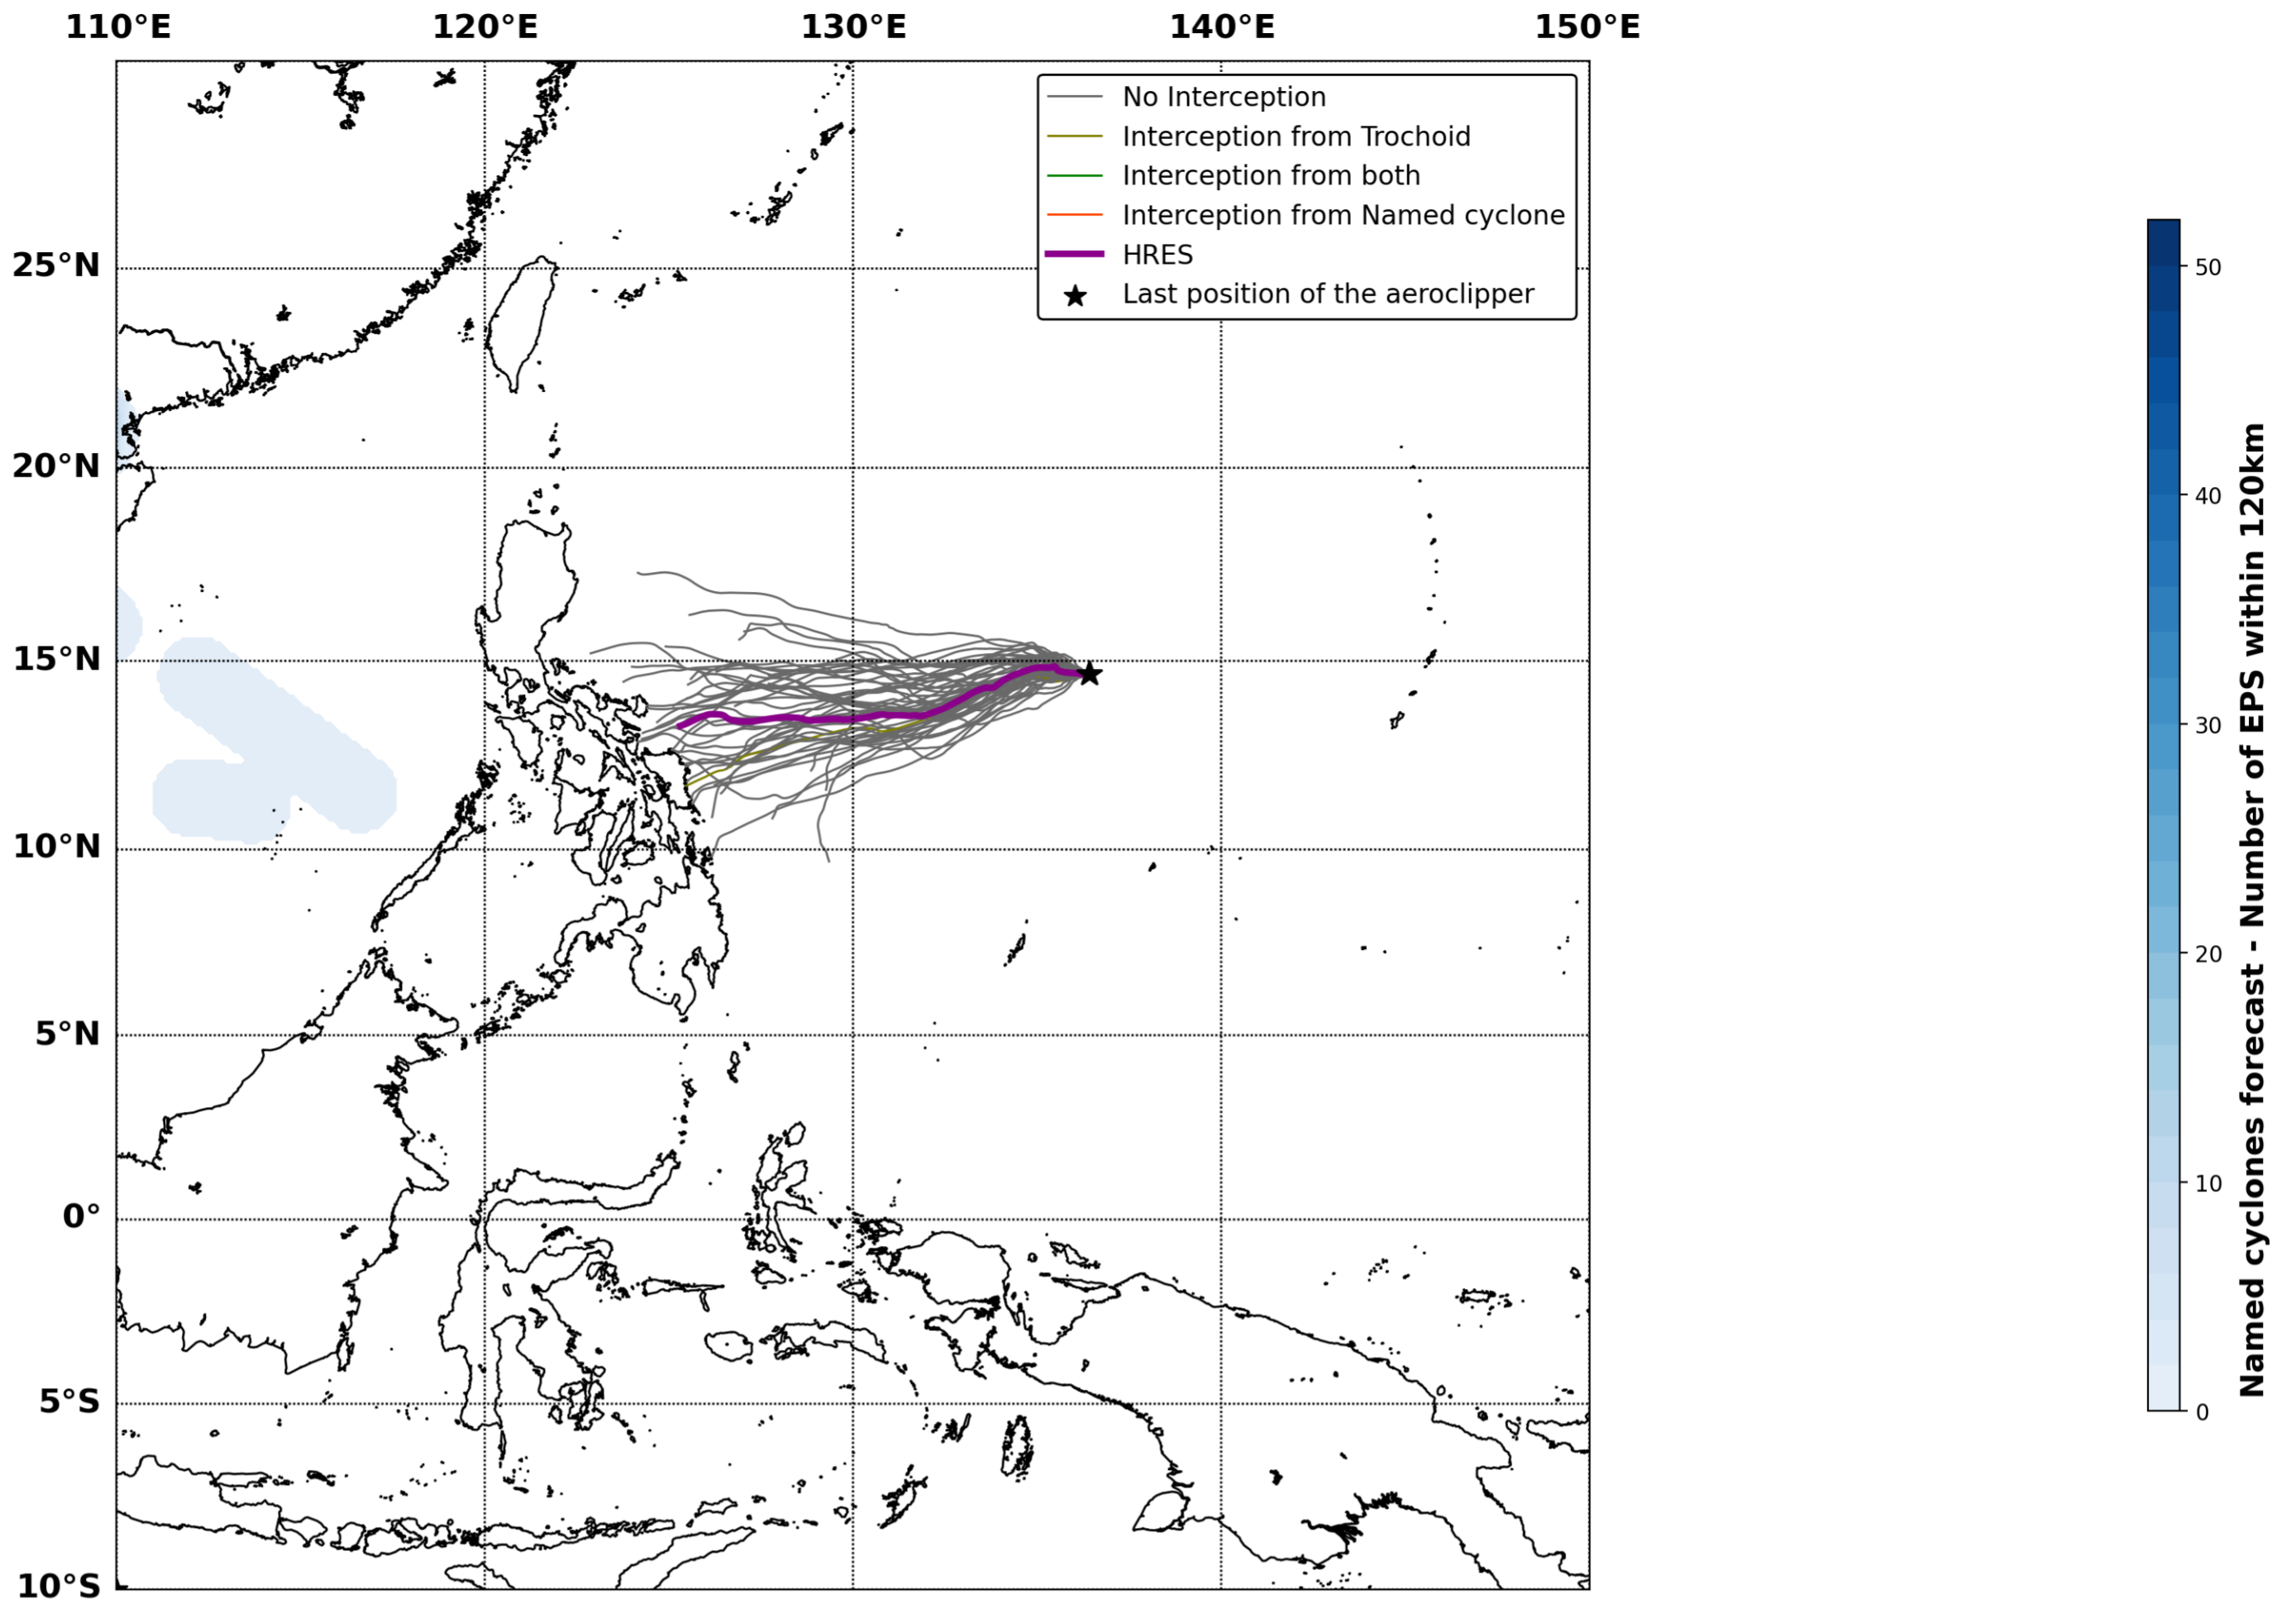 110°E 120°E 130°E 140°E 150°E
No Interception
Interception from Trochoid
Interception from both
Interception from Named cyclone
HRES
Last position of the aeroclipper
25°N
20°N
15°N
10°N
5°N
0°
5°S
10°S
50
40
30
20
10
0
Named cyclones forecast - Number of EPS within 120km